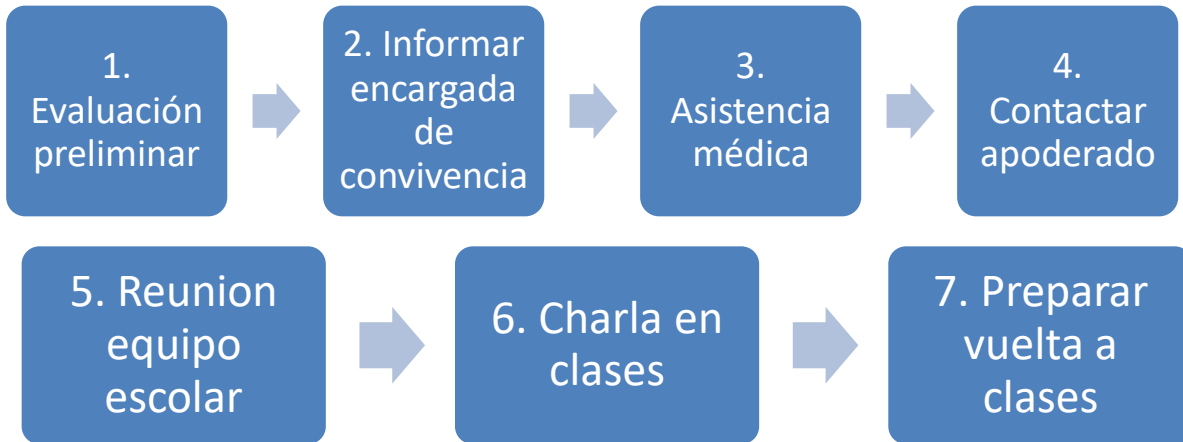 1.
Evaluación
preliminar
2. Informar
encargada
de
convivencia
3.
Asistencia
médica
4.
Contactar
apoderado
5. Reunion
equipo
escolar
6. Charla en
clases
7. Preparar
vuelta a
clases